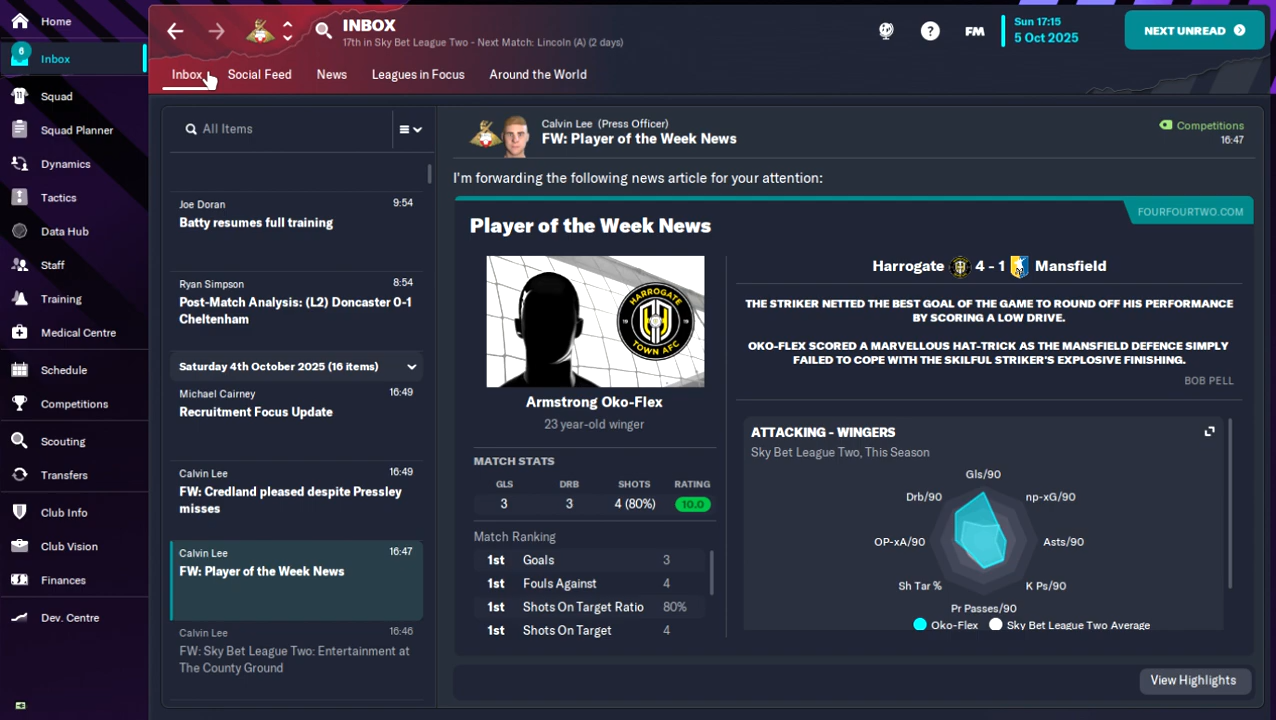 Home
6
Inbox
11
Squad
Squad Planner
Dynamics
Tactics
Data Hub
Staff
Training
Medical Centre
Schedule
Competitions
Scouting
Transfers
Club Info
Club Vision
Finances
Dev. Centre
INBOX
17th in Sky Bet League Two - Next Match: Lincoln (A) (2 days)
?
FM
Sun 17:15
5 Oct 2025
NEXT UNREAD
Inbox
Social Feed
News
Leagues in Focus
Around the World
All Items
Joe Doran
9:54
Batty resumes full training
Ryan Simpson
8:54
Post-Match Analysis: (L2) Doncaster 0-1
Cheltenham
Saturday 4th October 2025 (16 items)
Michael Cairney
16:49
Recruitment Focus Update
Calvin Lee
16:49
FW: Credland pleased despite Pressley
misses
Calvin Lee
16:47
FW: Player of the Week News
Calvin Lee
16:46
FW: Sky Bet League Two: Entertainment at
The County Ground
Calvin Lee (Press Officer)
FW: Player of the Week News
Competitions
16:47
I'm forwarding the following news article for your attention:
FOURFOURTWO.COM
Player of the Week News
HARROGATE
TOWN AFC
Armstrong Oko-Flex
23 year-old winger
MATCH STATS
GLS DRB SHOTS RATING
3 3 4 (80%) 10.0
Match Ranking
1st Goals 3
1st Fouls Against 4
1st Shots On Target Ratio 80%
1st Shots On Target 4
Harrogate 4 - 1 Mansfield
THE STRIKER NETTED THE BEST GOAL OF THE GAME TO ROUND OFF HIS PERFORMANCE
BY SCORING A LOW DRIVE.
OKO-FLEX SCORED A MARVELLOUS HAT-TRICK AS THE MANSFIELD DEFENCE SIMPLY
FAILED TO COPE WITH THE SKILFUL STRIKER'S EXPLOSIVE FINISHING.
BOB PELL
ATTACKING - WINGERS
Sky Bet League Two, This Season
Gls/90
Drb/90
np-xG/90
OP-xA/90
Asts/90
Sh Tar %
K Ps/90
Pr Passes/90
Oko-Flex
Sky Bet League Two Average
View Highlights